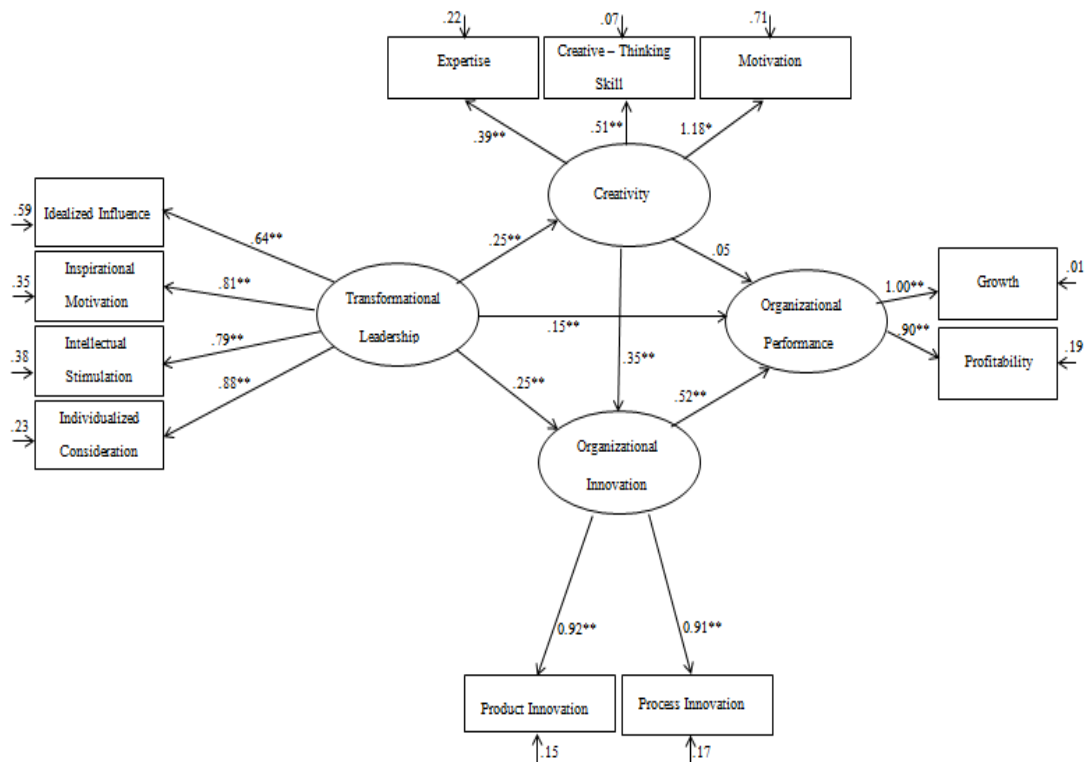 .22
.07
.71
Expertise
Creative – Thinking
Skill
Motivation
.39**
.51**
1.18*
Creativity
.59
Idealized Influence
.64**
.25**
.05
.35
Inspirational
Motivation
.81**
Transformational
Leadership
.15**
Organizational
Performance
1.00**
Growth
.01
.38
Intellectual
Stimulation
.79**
.35**
.90**
Profitability
.19
.23
Individualized
Consideration
.88**
.25**
.52**
Organizational
Innovation
0.92**
0.91**
Product Innovation
Process Innovation
.15
.17